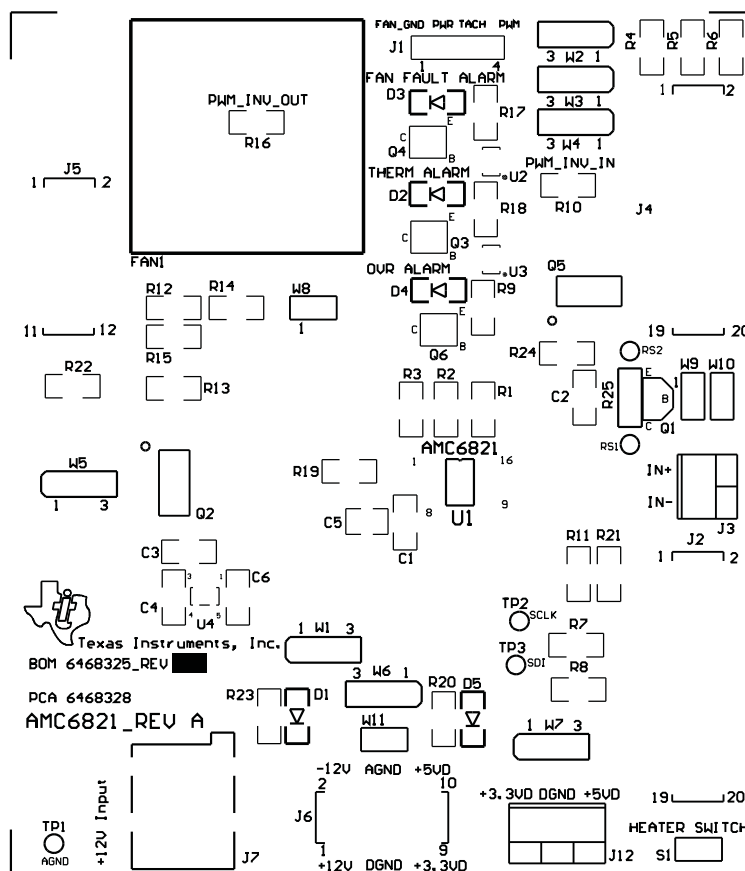 FAN_GND PWR TACH PWM
J1
1 4
3 W2 1
R4
R5
R6
FAN FAULT ALARM
D3
R17
3 W3 1
1 2
PWM_INV_OUT
R16
E
C
B
Q4
3 W4 1
U2
PWM_INV_IN
R10
1 J5 2
THERM ALARM
D2
E
C
B
Q3
R18
J4
U3
FAN1
OVR ALARM
D4
R9
Q5
R12
R14
W8
1
E
C
B
Q6
11 12
R15
19 20
R24
RS2
R22
R13
R3
R2
R1
C2
R25
E
B
C
1
W9
W10
Q1
RS1
AMC6821
1 16
8 9
U1
W5
1 3
Q2
R19
C5
C1
IN+
IN-
J3
J2
1 2
C3
R11
R21
3 1
4 5
C4
C6
U4
TP2
SCLK
R7
Texas Instruments, Inc.
1 W1 3
TP3
SDI
R8
BOM 6468325_REV
PCA 6468328
AMC6821_REV A
R23
D1
3 W6 1
R20
D5
W11
1 W7 3
-12V AGND +5VD
2 10
J6
1 9
+12V DGND +3.3VD
+3.3VD DGND +5VD
J12
19 20
HEATER SWITCH
S1
TP1
AGND
+12V Input
J7